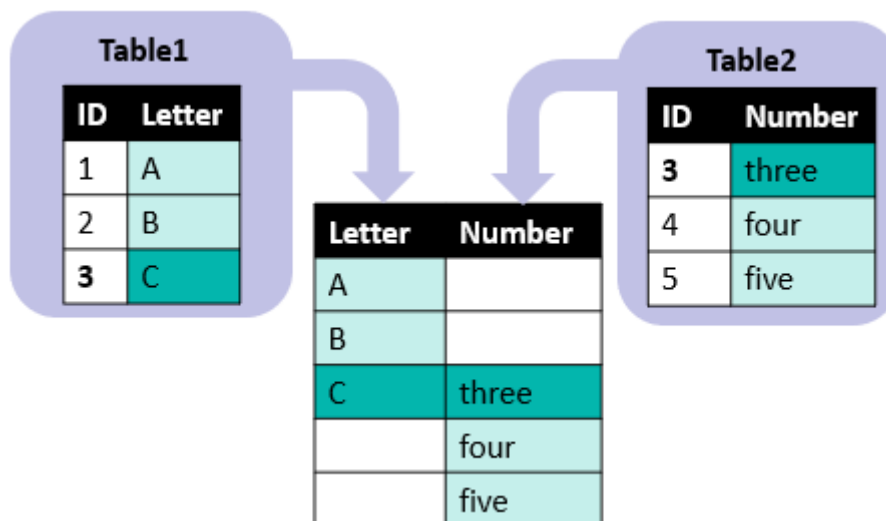 Table1
ID Letter
1 A
2 B
3 C
Table2
ID Number
3 three
4 four
5 five
Letter Number
A
B
C three
four
five